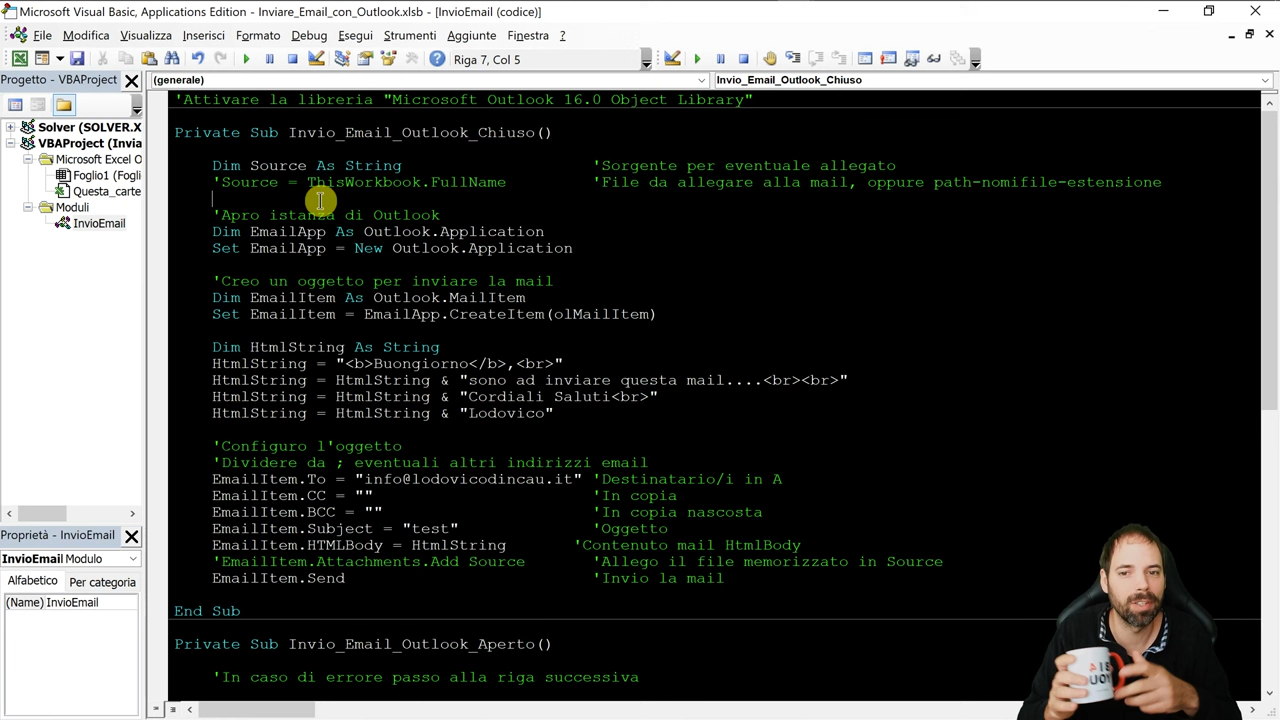 Microsoft Visual Basic, Applications Edition - Inviare_Email_con_Outlook.xlsb - [InvioEmail (codice)]
File Modifica Visualizza Inserisci Formato Debug Esegui Strumenti Aggiunte Finestra ?
Riga 7, Col 5
Progetto - VBAProject
(generale)
Invio_Email_Outlook_Chiuso
Solver (SOLVER.X
VBAProject (Invia
Microsoft Excel O
Foglio1 (Fogli
Questa_carte
Moduli
InvioEmail
Proprietà - InvioEmail
InvioEmail Modulo
Alfabetico Per categoria
(Name) InvioEmail
'Attivare la libreria "Microsoft Outlook 16.0 Object Library"
Private Sub Invio_Email_Outlook_Chiuso()
Dim Source As String 'Sorgente per eventuale allegato
'Source = ThisWorkbook.FullName 'File da allegare alla mail, oppure path-nomifile-estensione
'Apro istanza di Outlook
Dim EmailApp As Outlook.Application
Set EmailApp = New Outlook.Application
'Creo un oggetto per inviare la mail
Dim EmailItem As Outlook.MailItem
Set EmailItem = EmailApp.CreateItem(olMailItem)
Dim HtmlString As String
HtmlString = "<b>Buongiorno</b>,<br>"
HtmlString = HtmlString & "sono ad inviare questa mail....<br><br>"
HtmlString = HtmlString & "Cordiali Saluti<br>"
HtmlString = HtmlString & "Lodovico"
'Configuro l'oggetto
'Dividere da ; eventuali altri indirizzi email
EmailItem.To = "info@lodovicodincau.it" 'Destinatario/i in A
EmailItem.CC = "" 'In copia
EmailItem.BCC = "" 'In copia nascosta
EmailItem.Subject = "test" 'Oggetto
EmailItem.HTMLBody = HtmlString 'Contenuto mail HtmlBody
'EmailItem.Attachments.Add Source 'Allego il file memorizzato in Source
EmailItem.Send 'Invio la mail
End Sub
Private Sub Invio_Email_Outlook_Aperto()
'In caso di errore passo alla riga successiva